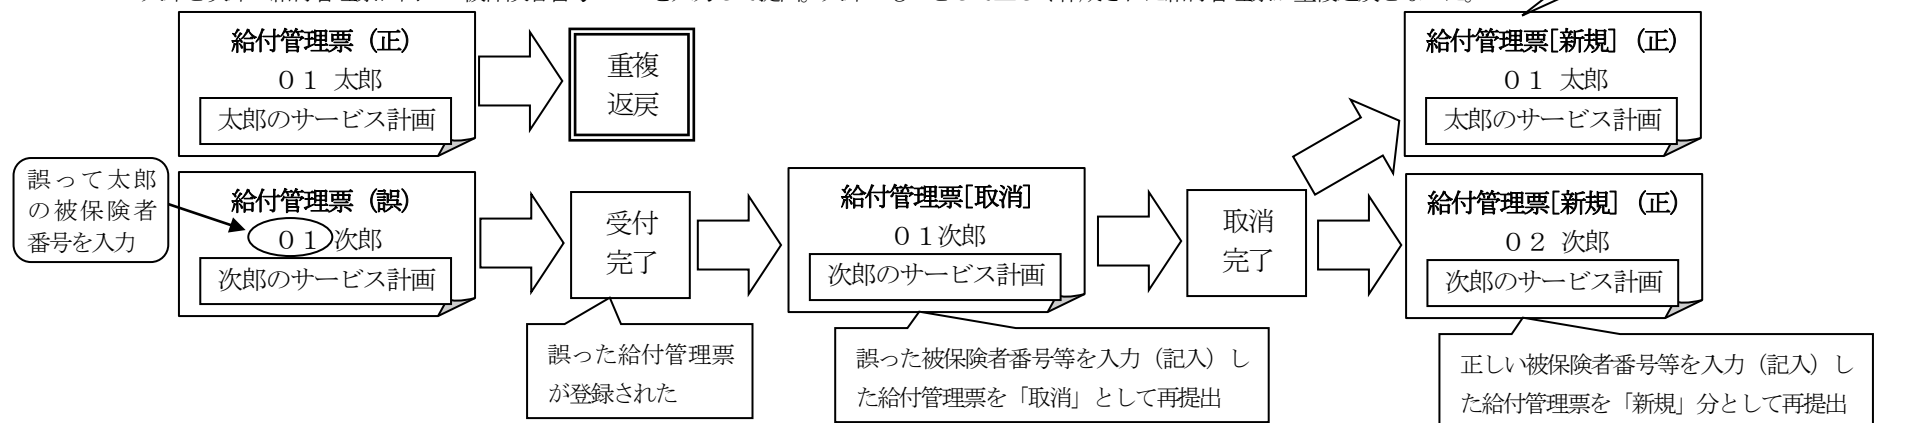 給付管理票（正）
０１ 太郎
太郎のサービス計画
重複
返戻
給付管理票[新規]（正）
０１ 太郎
太郎のサービス計画
誤って太郎
の被保険者
番号を入力
給付管理票（誤）
０１次郎
次郎のサービス計画
受付
完了
給付管理票[取消]
０１次郎
次郎のサービス計画
取消
完了
給付管理票[新規]（正）
０２ 次郎
次郎のサービス計画
誤った給付管理票
が登録された
誤った被保険者番号等を入力（記入）し
た給付管理票を「取消」として再提出
正しい被保険者番号等を入力（記入）し
た給付管理票を「新規」分として再提出